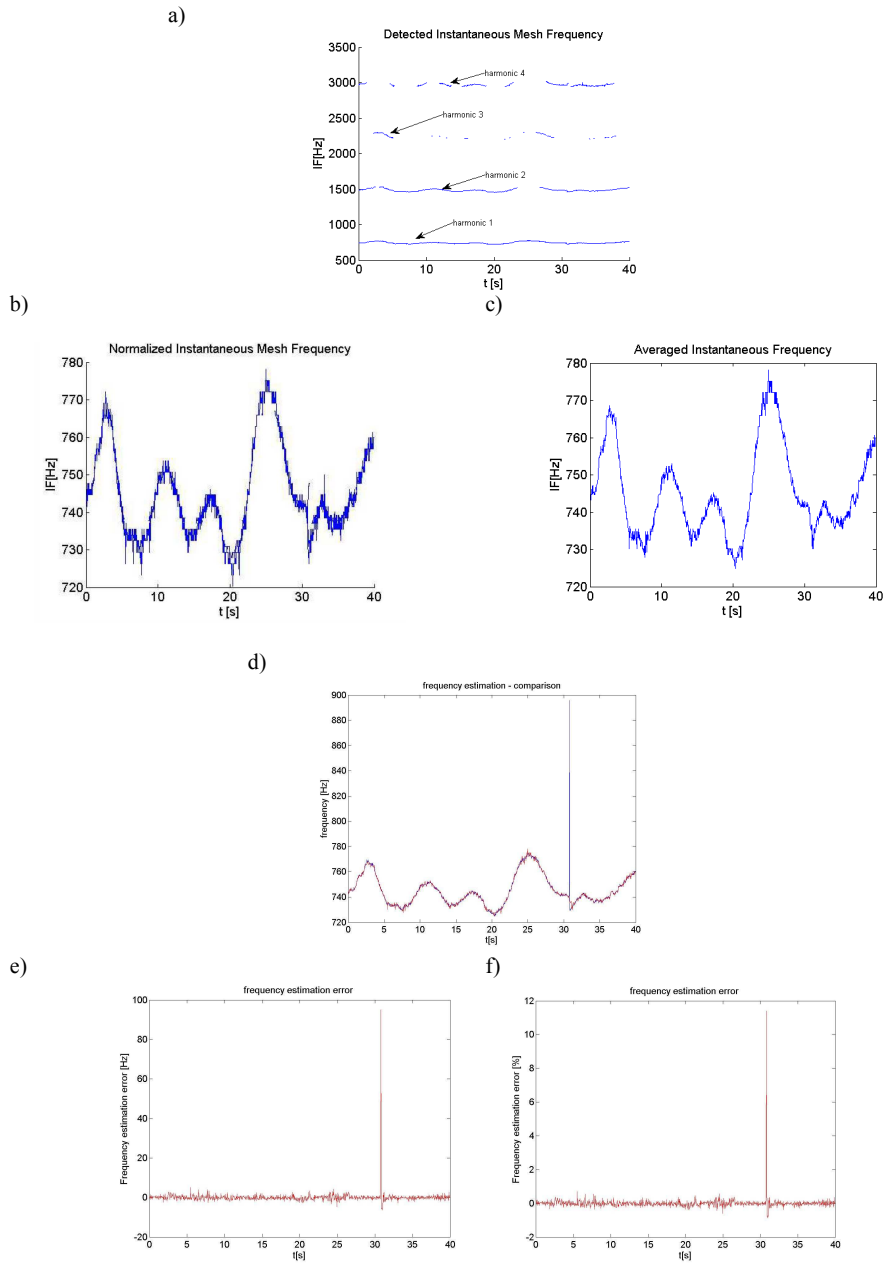 a)
Detected Instantaneous Mesh Frequency
3500
3000
2500
2000
1500
1000
500
IF[Hz]
harmonic 4
harmonic 3
harmonic 2
harmonic 1
0 10 20 30 40
t [s]
b)
Normalized Instantaneous Mesh Frequency
780
770
760
750
740
730
720
IF[Hz]
0 10 20 30 40
t [s]
c)
Averaged Instantaneous Frequency
780
770
760
750
740
730
720
IF[Hz]
0 10 20 30 40
t [s]
d)
frequency estimation - comparison
900
880
860
840
820
800
780
760
740
720
frequency [Hz]
0 5 10 15 20 25 30 35 40
t[s]
e)
frequency estimation error
100
80
60
40
20
0
-20
Frequency estimation error [Hz]
0 5 10 15 20 25 30 35 40
t[s]
f)
frequency estimation error
12
10
8
6
4
2
0
-2
Frequency estimation error [%]
0 5 10 15 20 25 30 35 40
t[s]